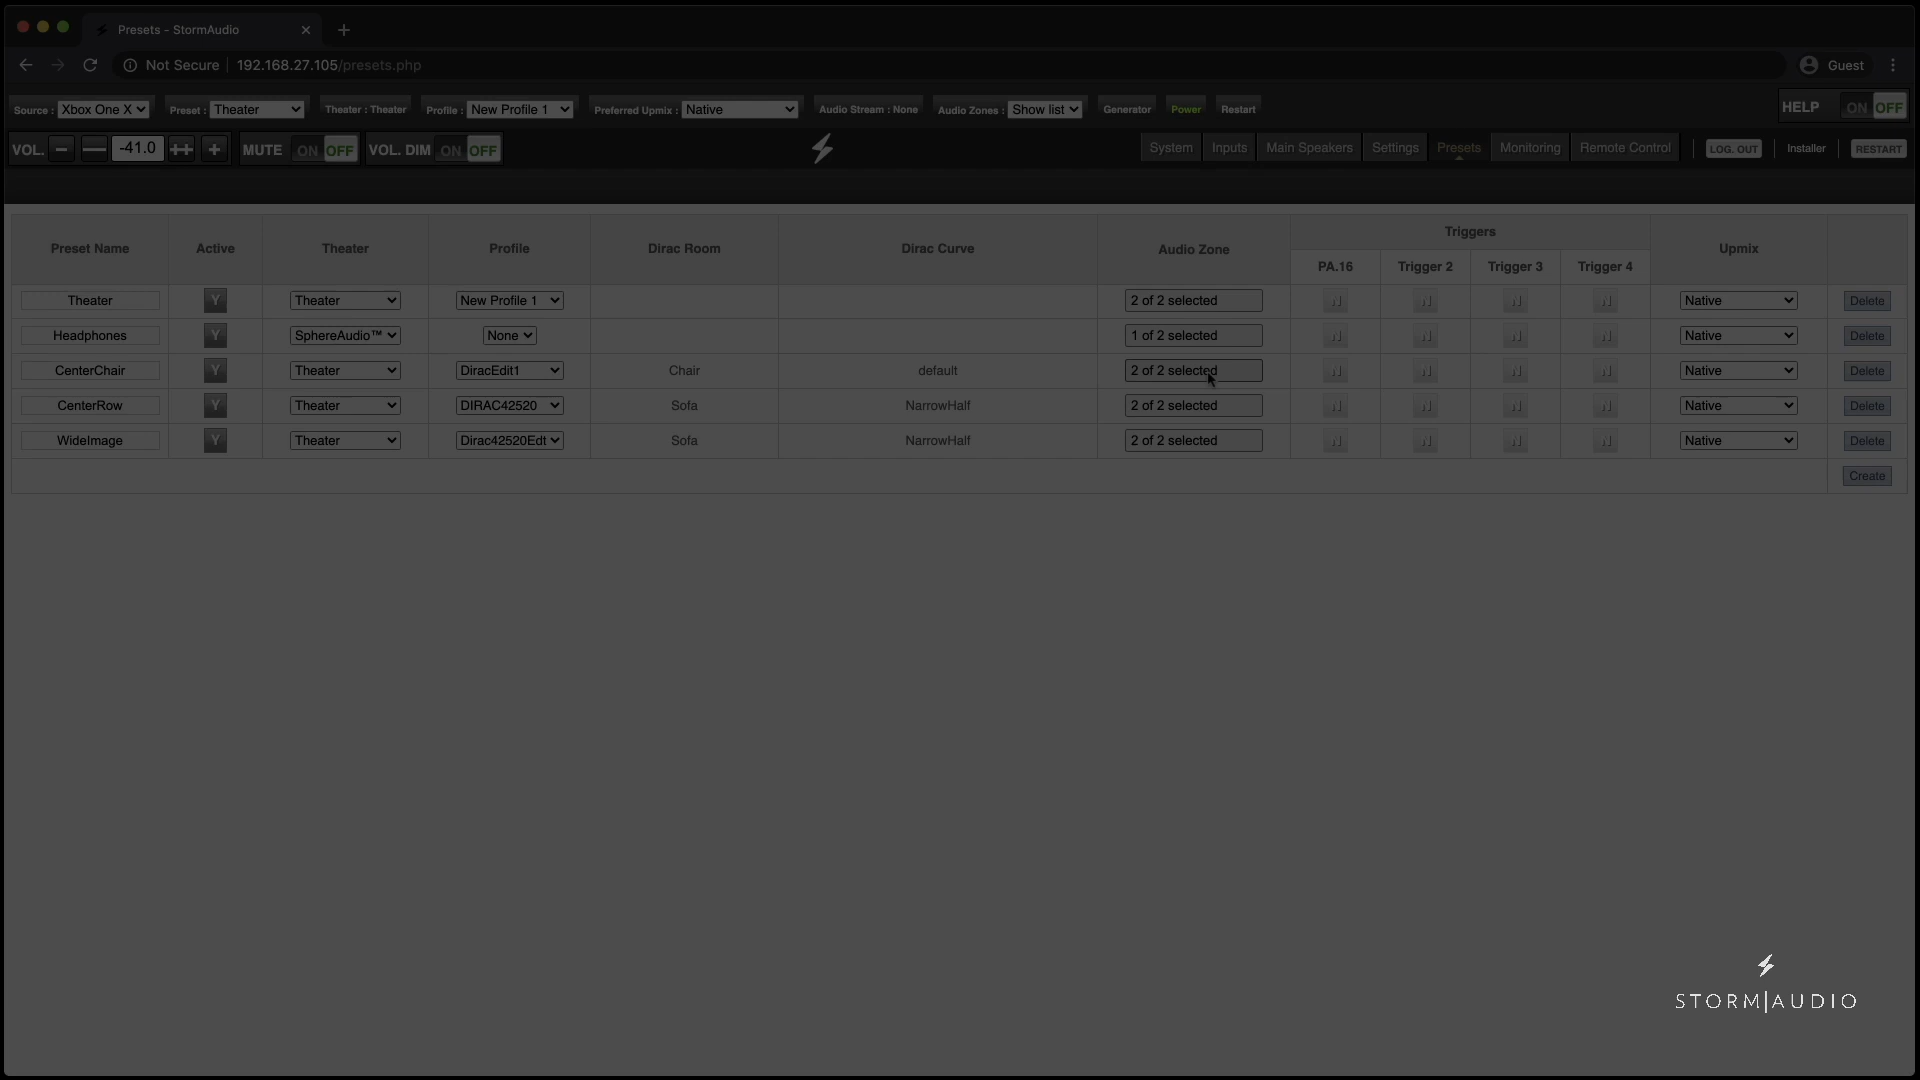 Presets - StormAudio
Not Secure 192.168.27.105/presets.php Guest
Source : Xbox One X Preset : Theater Theater : Theater Profile : New Profile 1 Preferred Upmix : Native Audio Stream : None Audio Zones : Show list Generator Power Restart HELP ON OFF
VOL. -41.0 MUTE ON OFF VOL. DIM ON OFF System Inputs Main Speakers Settings Presets Monitoring Remote Control LOG. OUT Installer RESTART
Preset Name Active Theater Profile Dirac Room Dirac Curve Audio Zone Triggers Upmix
PA.16 Trigger 2 Trigger 3 Trigger 4
Theater Y Theater New Profile 1 2 of 2 selected N N N N Native Delete
Headphones Y SphereAudio™ None 1 of 2 selected N N N N Native Delete
CenterChair Y Theater DiracEdit1 Chair default 2 of 2 selected N N N N Native Delete
CenterRow Y Theater DIRAC42520 Sofa NarrowHalf 2 of 2 selected N N N N Native Delete
WideImage Y Theater Dirac42520Edt Sofa NarrowHalf 2 of 2 selected N N N N Native Delete
Create
STORM|AUDIO